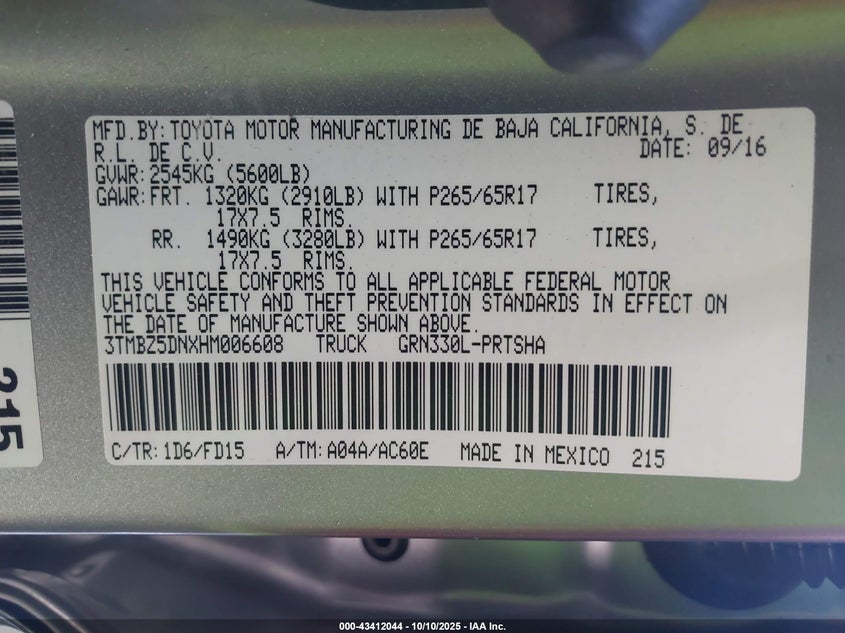 MFD.BY: TOYOTA MOTOR MANUFACTURING DE BAJA CALIFORNIA, S. DE
R.L. DE C.V. DATE: 09/16
GVWR: 2545KG (5600LB)
GAWR: FRT. 1320KG (2910LB) WITH P265/65R17 TIRES,
17X7.5 RIMS.
RR. 1490KG (3280LB) WITH P265/65R17 TIRES,
17X7.5 RIMS.
THIS VEHICLE CONFORMS TO ALL APPLICABLE FEDERAL MOTOR
VEHICLE SAFETY AND THEFT PREVENTION STANDARDS IN EFFECT ON
THE DATE OF MANUFACTURE SHOWN ABOVE.
3TMBZ5DNXHM006608 TRUCK GRN330L-PRTSHA
C/TR: 1D6/FD15 A/TM: A04A/AC60E MADE IN MEXICO 215
215
000-43412044 - 10/10/2025 - IAA Inc.